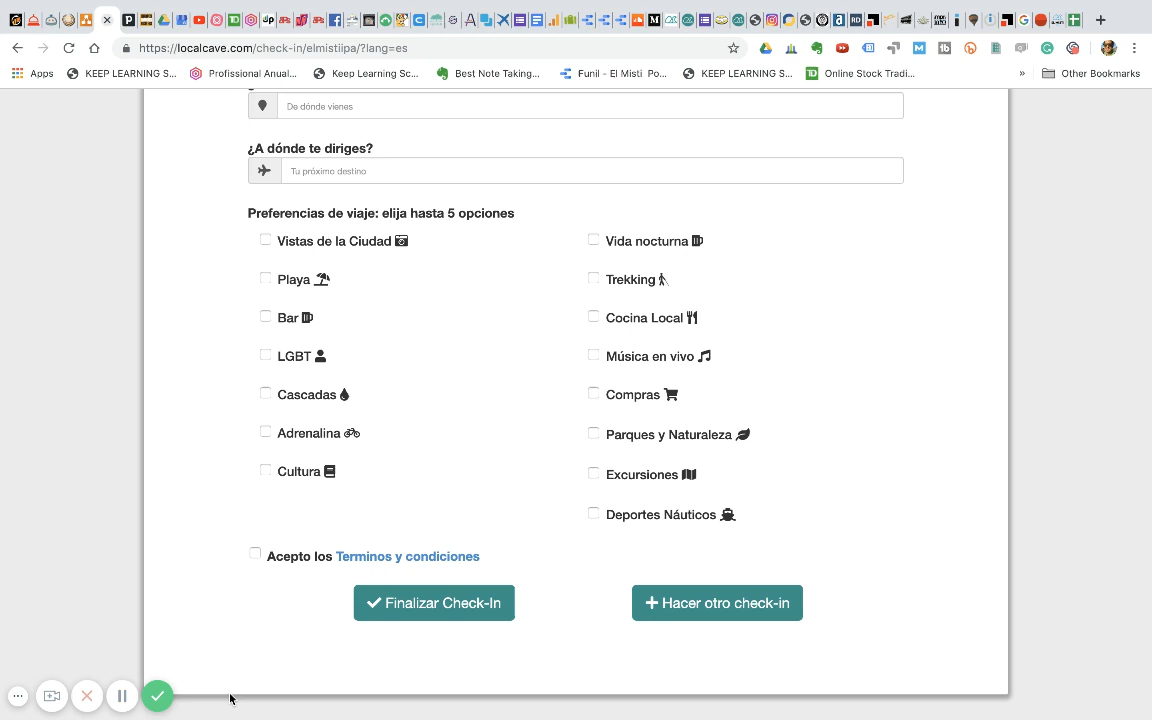 https://localcave.com/check-in/elmistiipa/?lang=es
Apps
KEEP LEARNING S...
Profissional Anual...
Keep Learning Sc...
Best Note Taking...
Funil - El Misti Po...
KEEP LEARNING S...
Online Stock Tradi...
»
Other Bookmarks
De dónde vienes
¿A dónde te diriges?
Tu próximo destino
Preferencias de viaje: elija hasta 5 opciones
Vistas de la Ciudad
Vida nocturna
Playa
Trekking
Bar
Cocina Local
LGBT
Música en vivo
Cascadas
Compras
Adrenalina
Parques y Naturaleza
Cultura
Excursiones
Deportes Náuticos
Acepto los Terminos y condiciones
Finalizar Check-In
Hacer otro check-in